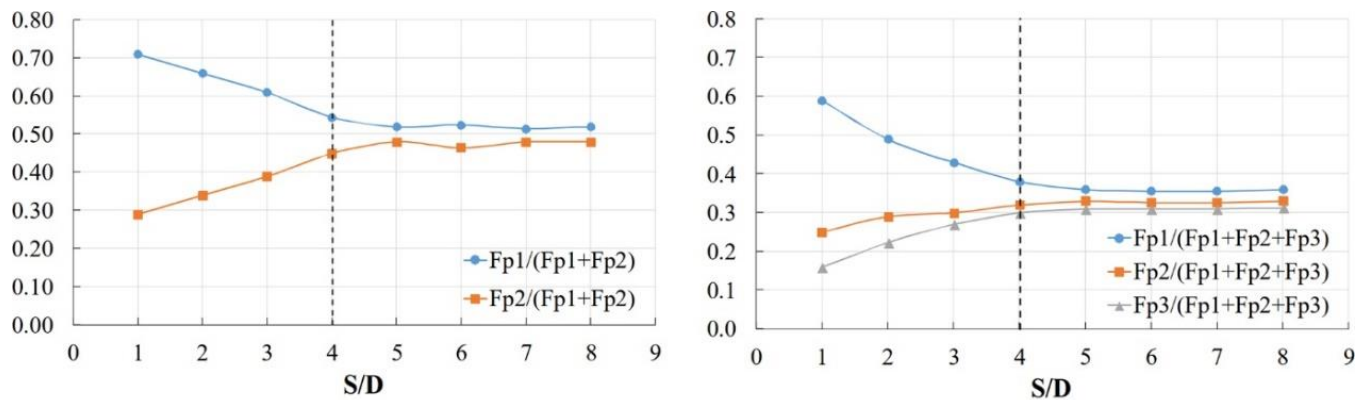 0.80
0.70
0.60
0.50
0.40
0.30
0.20
0.10
0.00
Fp1/(Fp1+Fp2)
Fp2/(Fp1+Fp2)
0 1 2 3 4 5 6 7 8 9
S/D
0.8
0.7
0.6
0.5
0.4
0.3
0.2
0.1
0.0
Fp1/(Fp1+Fp2+Fp3)
Fp2/(Fp1+Fp2+Fp3)
Fp3/(Fp1+Fp2+Fp3)
0 1 2 3 4 5 6 7 8 9
S/D